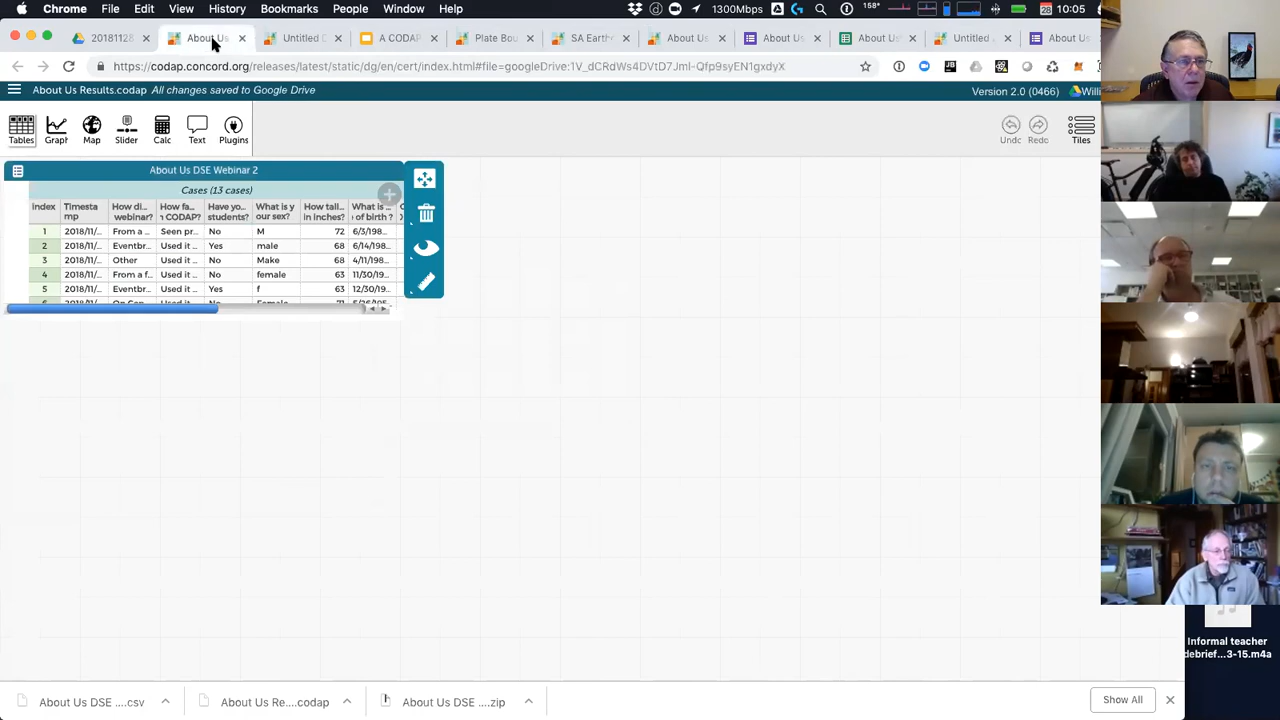 Chrome File Edit View History Bookmarks People Window Help 1300Mbps 158° 28 10:05
20181128 About Us Untitled D A CODAP Plate Bou SA Earth About Us About Us About Us Untitled About Us
https://codap.concord.org/releases/latest/static/dg/en/cert/index.html#file=googleDrive:1V_dCRdWs4DVtD7JmI-Qfp9syEN1gxdyX
About Us Results.codap All changes saved to Google Drive Version 2.0 (0466) Willi
Tables Graph Map Slider Calc Text Plugins Undo Redo Tiles
About Us DSE Webinar 2
Cases (13 cases)
index Timesta mp How di... webinar? How fa... n CODAP? Have yo... students? What is y our sex? How tall... in inches? What is ... of birth ?
1 2018/11/... From a ... Seen pr... No M 72 6/3/198...
2 2018/11/... Eventbr... Used it ... Yes male 68 6/14/198...
3 2018/11/... Other Used it ... No Make 68 4/11/198...
4 2018/11/... From a f... Used it ... No female 63 11/30/19...
5 2018/11/... Eventbr... Used it ... Yes f 63 12/30/19...
Informal teacher
debrief...3-15.m4a
About Us DSE ....csv About Us Re....codap About Us DSE ....zip Show All